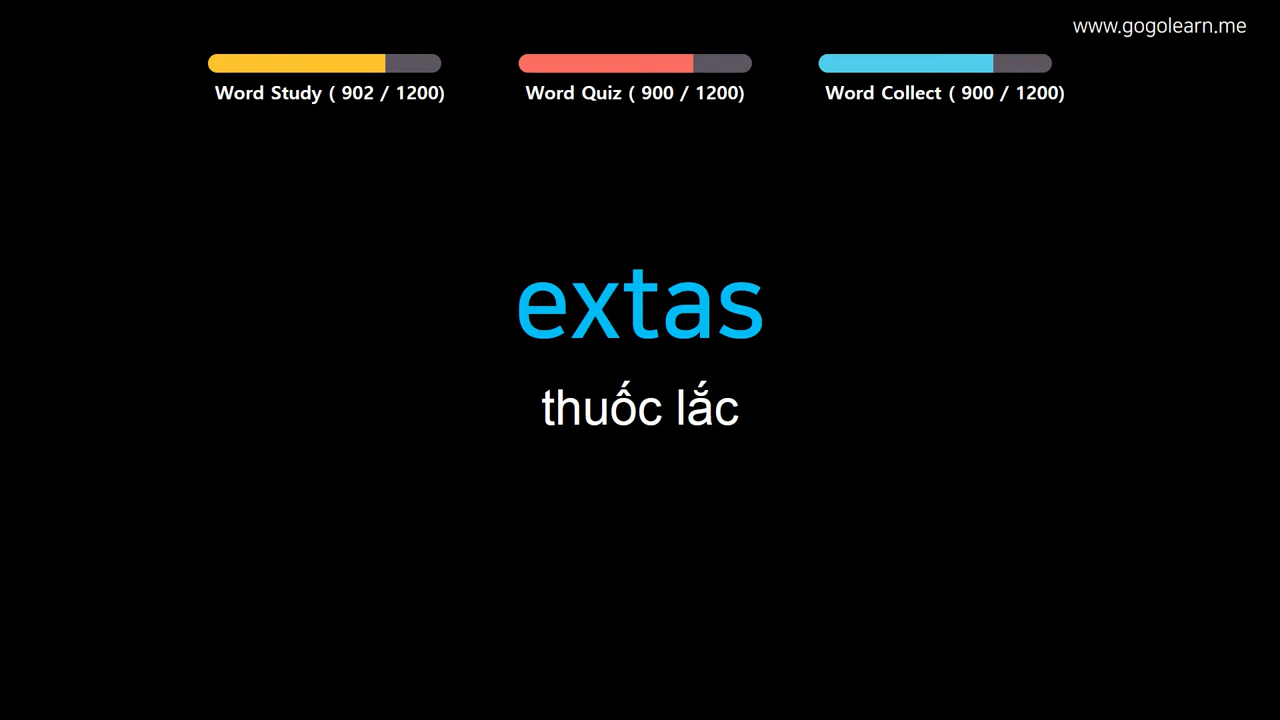 www.gogolearn.me
Word Study ( 902 / 1200)
Word Quiz ( 900 / 1200)
Word Collect ( 900 / 1200)
extas
thuốc lắc